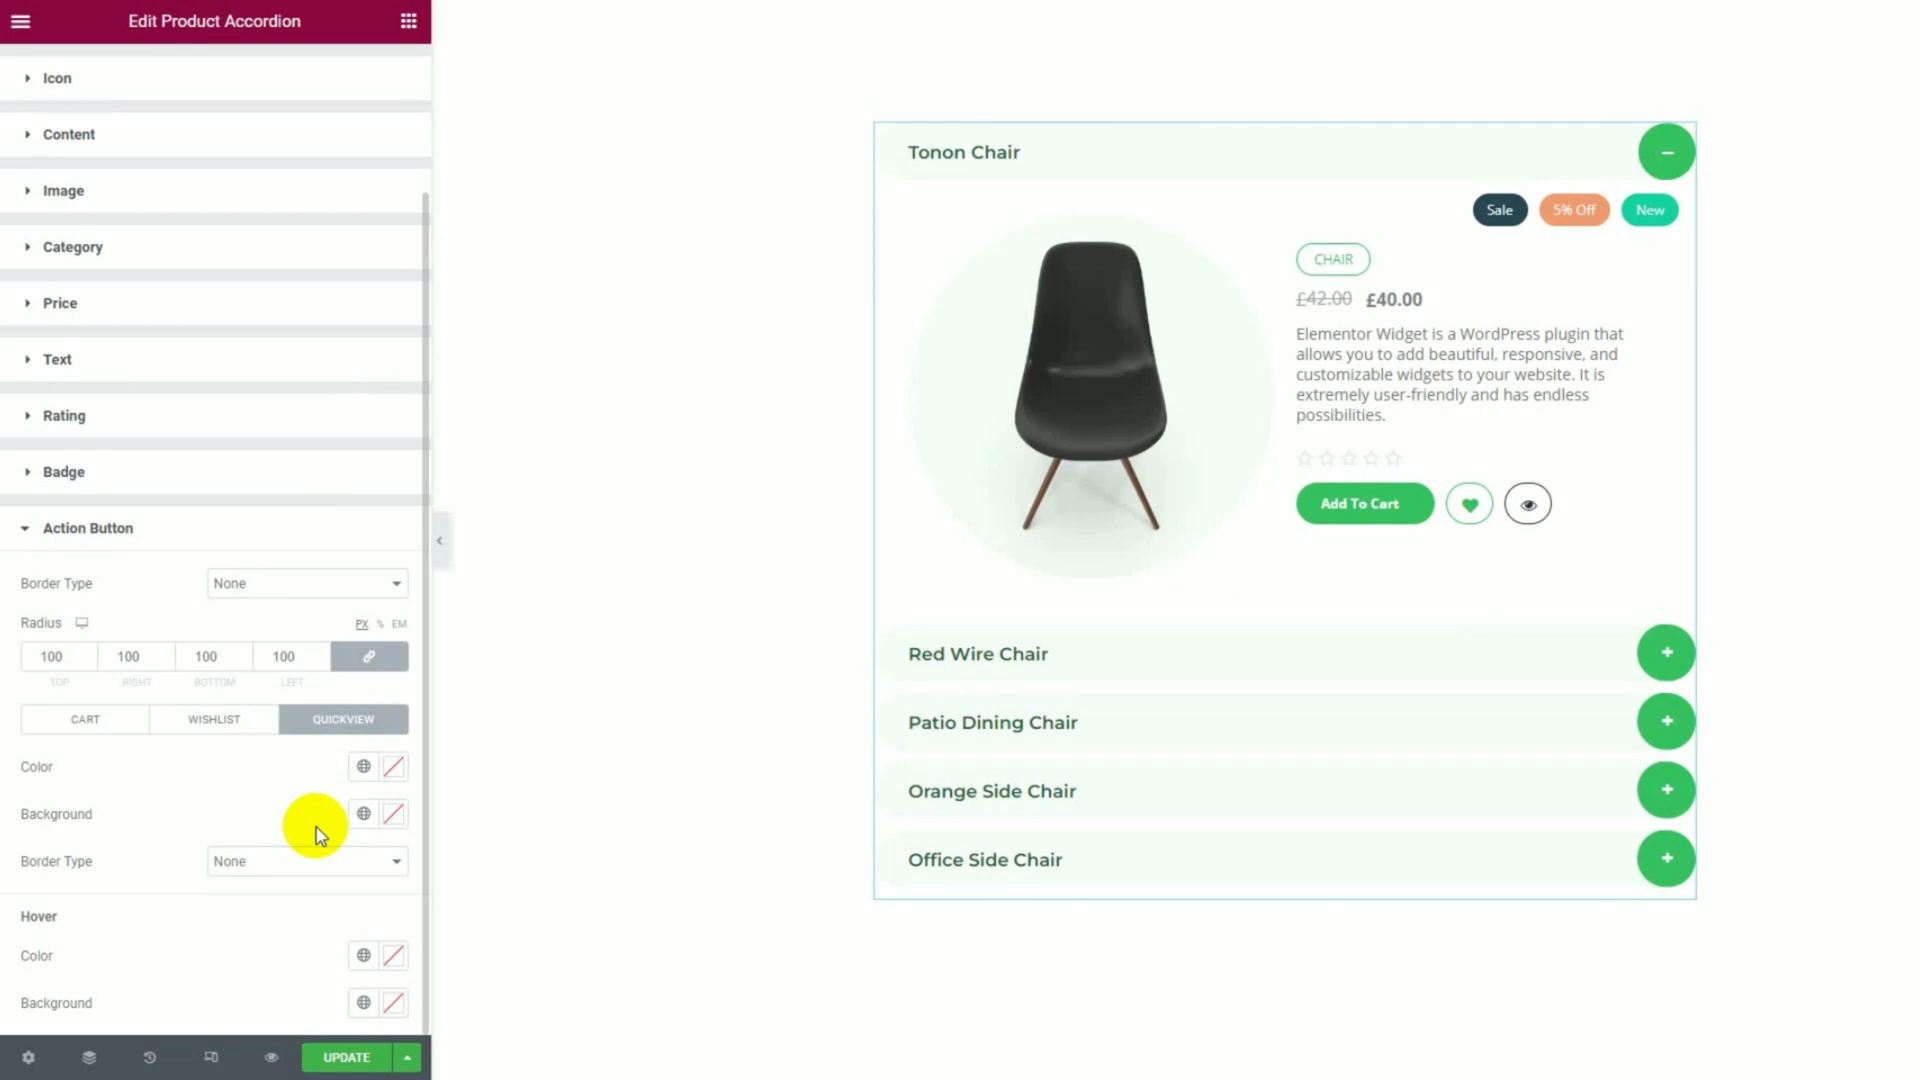 Edit Product Accordion
Icon
Content
Image
Category
Price
Text
Rating
Badge
Action Button
Border Type
None
Radius
PX % EM
100 100 100 100
TOP RIGHT BOTTOM LEFT
CART WISHLIST QUICKVIEW
Color
Background
Border Type
None
Hover
Color
Background
UPDATE
Tonon Chair
Sale 5% Off New
CHAIR
£42.00 £40.00
Elementor Widget is a WordPress plugin that
allows you to add beautiful, responsive, and
customizable widgets to your website. It is
extremely user-friendly and has endless
possibilities.
Add To Cart
Red Wire Chair
Patio Dining Chair
Orange Side Chair
Office Side Chair